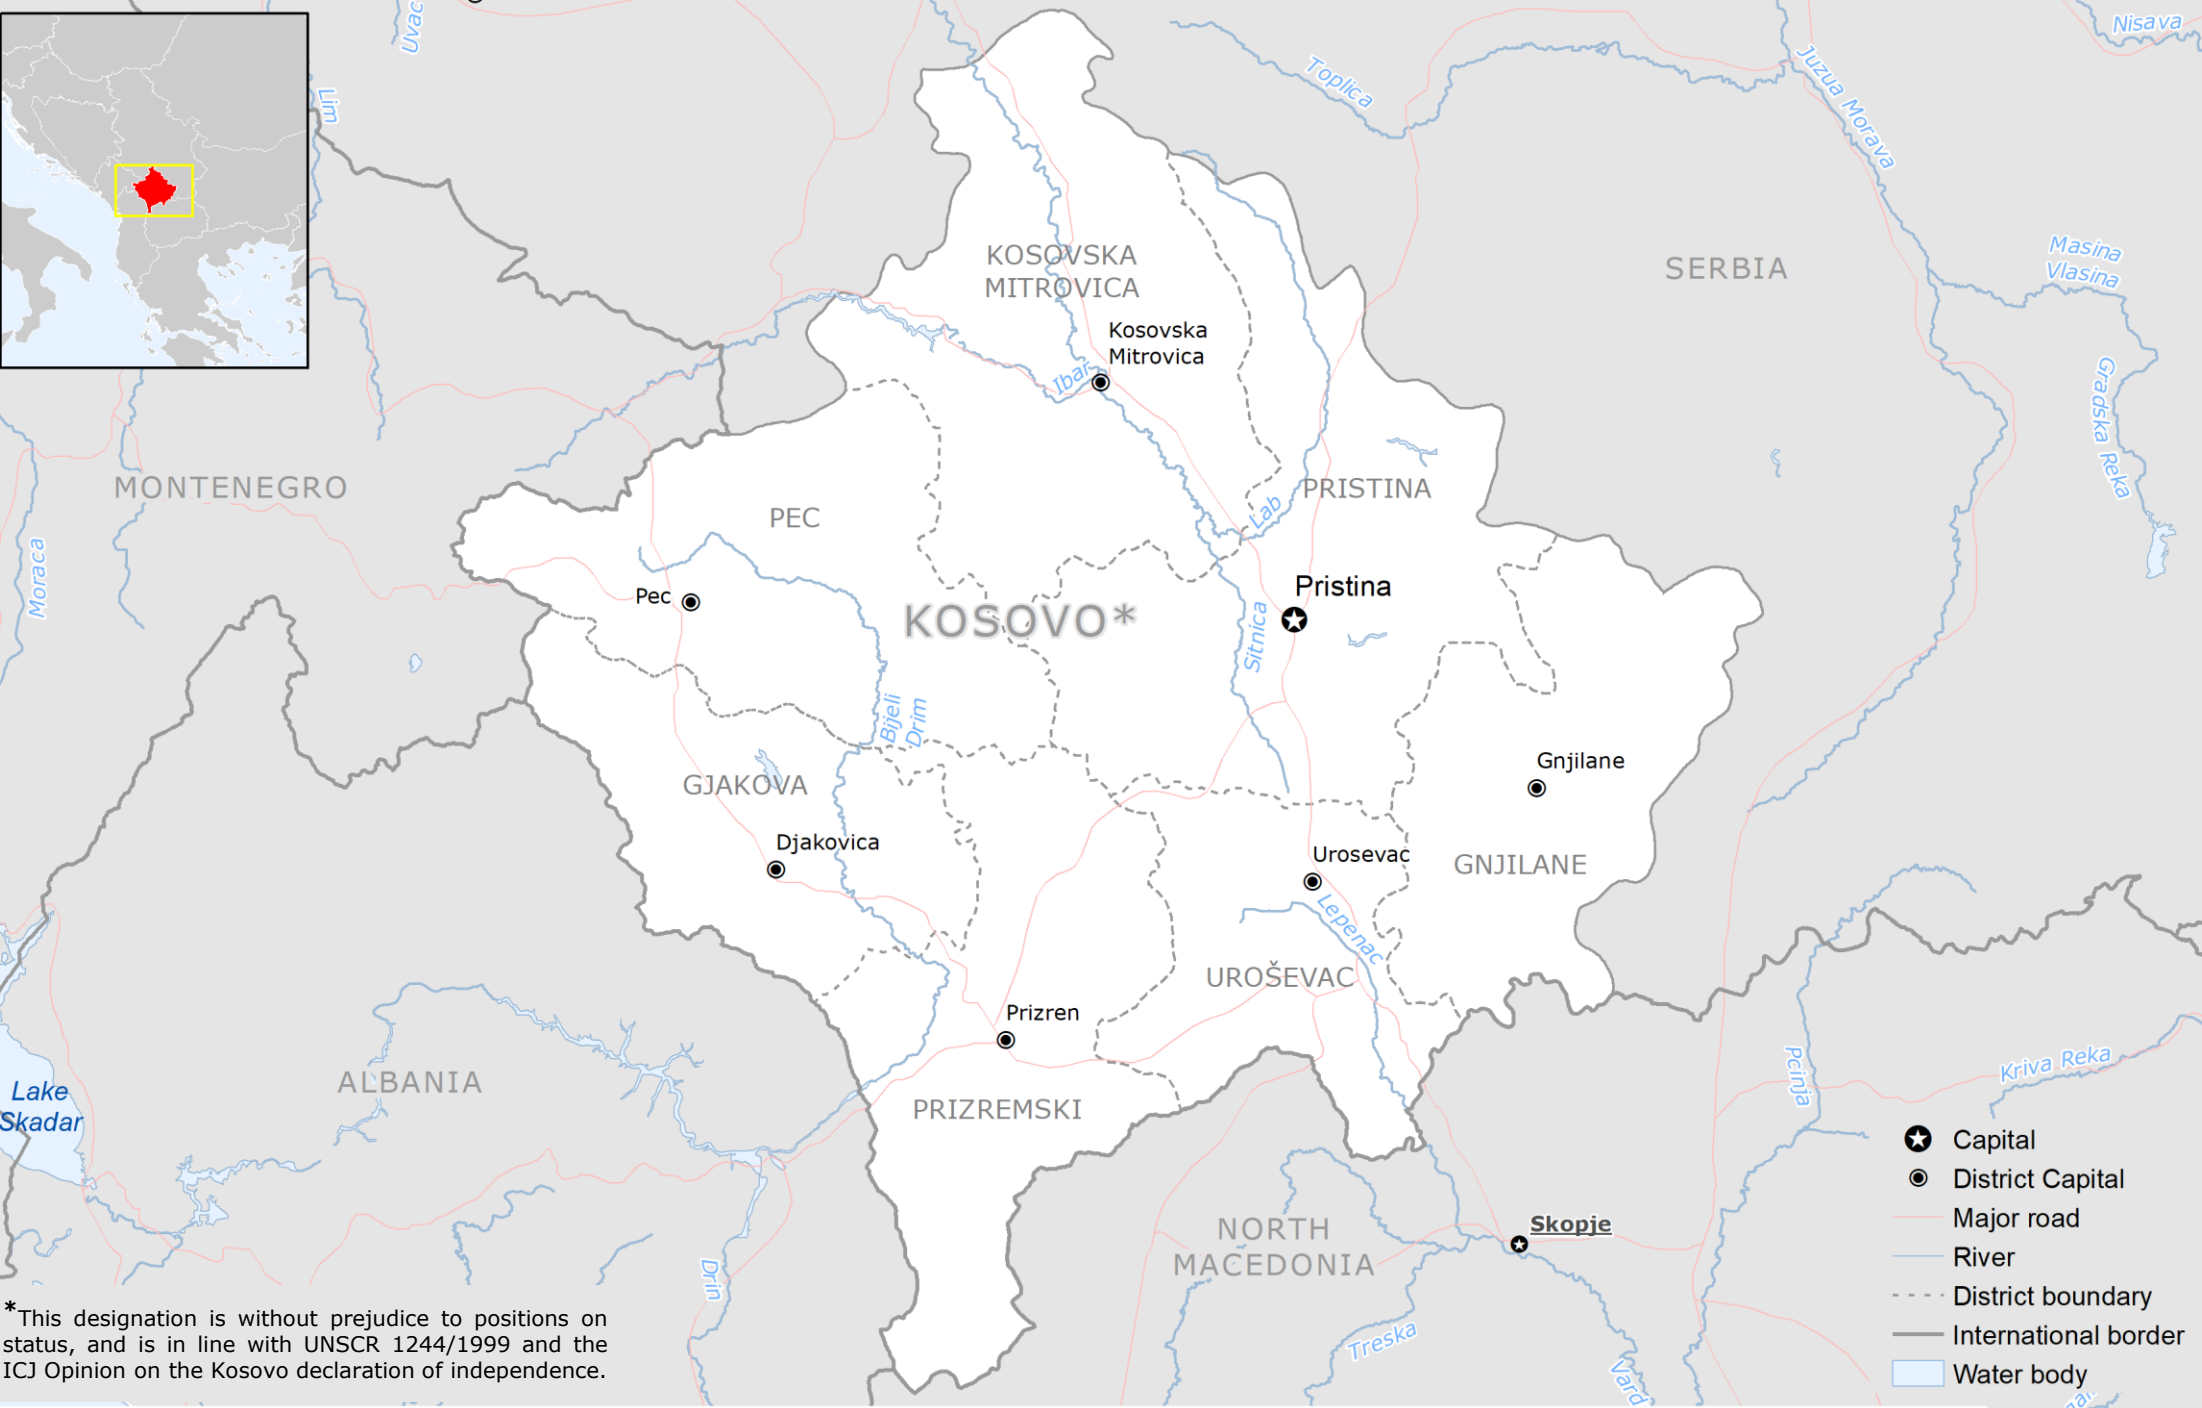 Uvac
Nisava
Lim
Toplica
Juzua Morava
KOSOVSKA
MITROVICA
SERBIA
Masina
Vlasina
Kosovska
Mitrovica
Ibar
Gradska Reka
MONTENEGRO
PEC
Lab
PRISTINA
Moraca
Pec
KOSOVO*
Pristina
Sitnica
Bijeli
Drim
GJAKOVA
Gnjilane
Djakovica
Urosevac
GNJILANE
Lepenac
UROŠEVAC
Prizren
ALBANIA
Lake
Skadar
PRIZREMSKI
Pcinja
Kriva Reka
NORTH
MACEDONIA
Skopje
Drin
Treska
Vard
Capital
District Capital
Major road
River
District boundary
International border
Water body
*This designation is without prejudice to positions on
status, and is in line with UNSCR 1244/1999 and the
ICJ Opinion on the Kosovo declaration of independence.